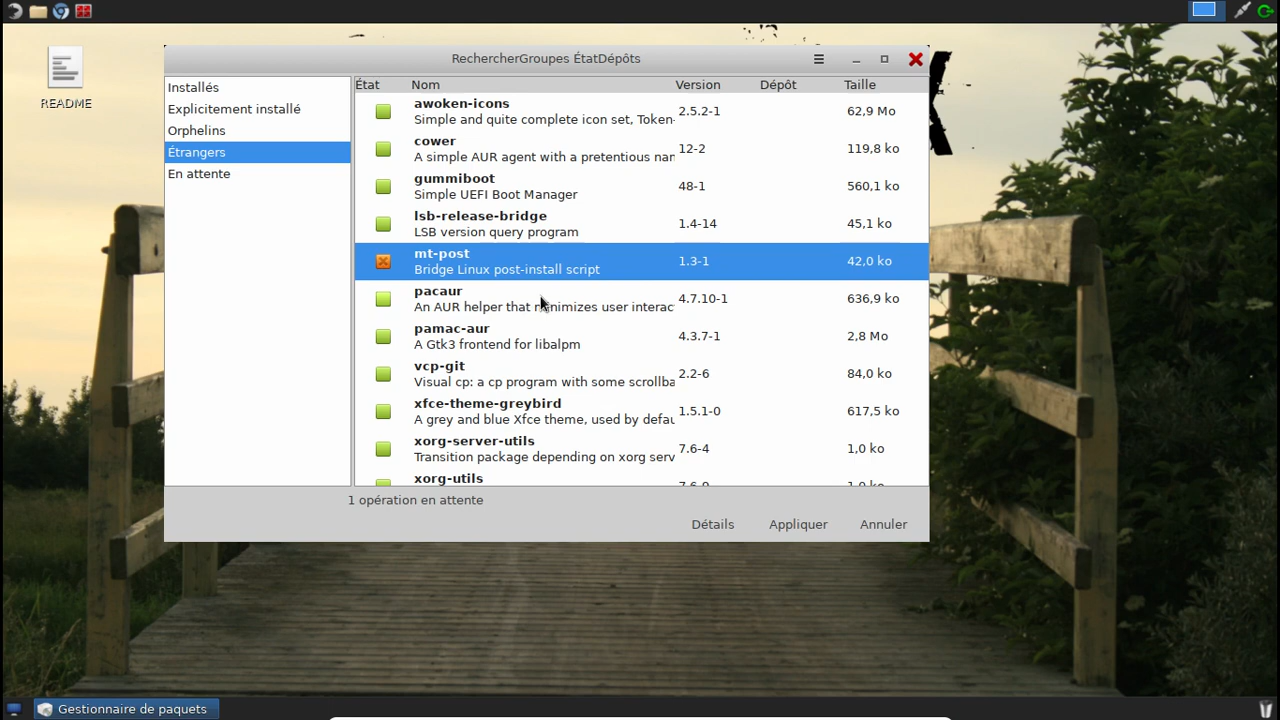 RechercherGroupes ÉtatDépôts
README
Installés
Explicitement installé
Orphelins
Étrangers
En attente
État Nom Version Dépôt Taille
awoken-icons
Simple and quite complete icon set, Token-
2.5.2-1 62,9 Mo
cower
A simple AUR agent with a pretentious nar
12-2 119,8 ko
gummiboot
Simple UEFI Boot Manager
48-1 560,1 ko
lsb-release-bridge
LSB version query program
1.4-14 45,1 ko
mt-post
Bridge Linux post-install script
1.3-1 42,0 ko
pacaur
An AUR helper that minimizes user interac
4.7.10-1 636,9 ko
pamac-aur
A Gtk3 frontend for libalpm
4.3.7-1 2,8 Mo
vcp-git
Visual cp: a cp program with some scrollba
2.2-6 84,0 ko
xfce-theme-greybird
A grey and blue Xfce theme, used by defau
1.5.1-0 617,5 ko
xorg-server-utils
Transition package depending on xorg serv
7.6-4 1,0 ko
xorg-utils
1 opération en attente
Détails Appliquer Annuler
Gestionnaire de paquets